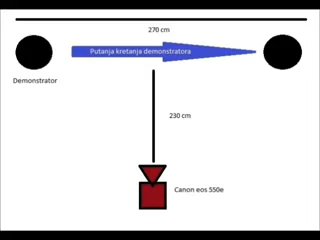 270 cm
Putanja kretanja demonstratora
Demonstrator
230 cm
Canon eos 550e